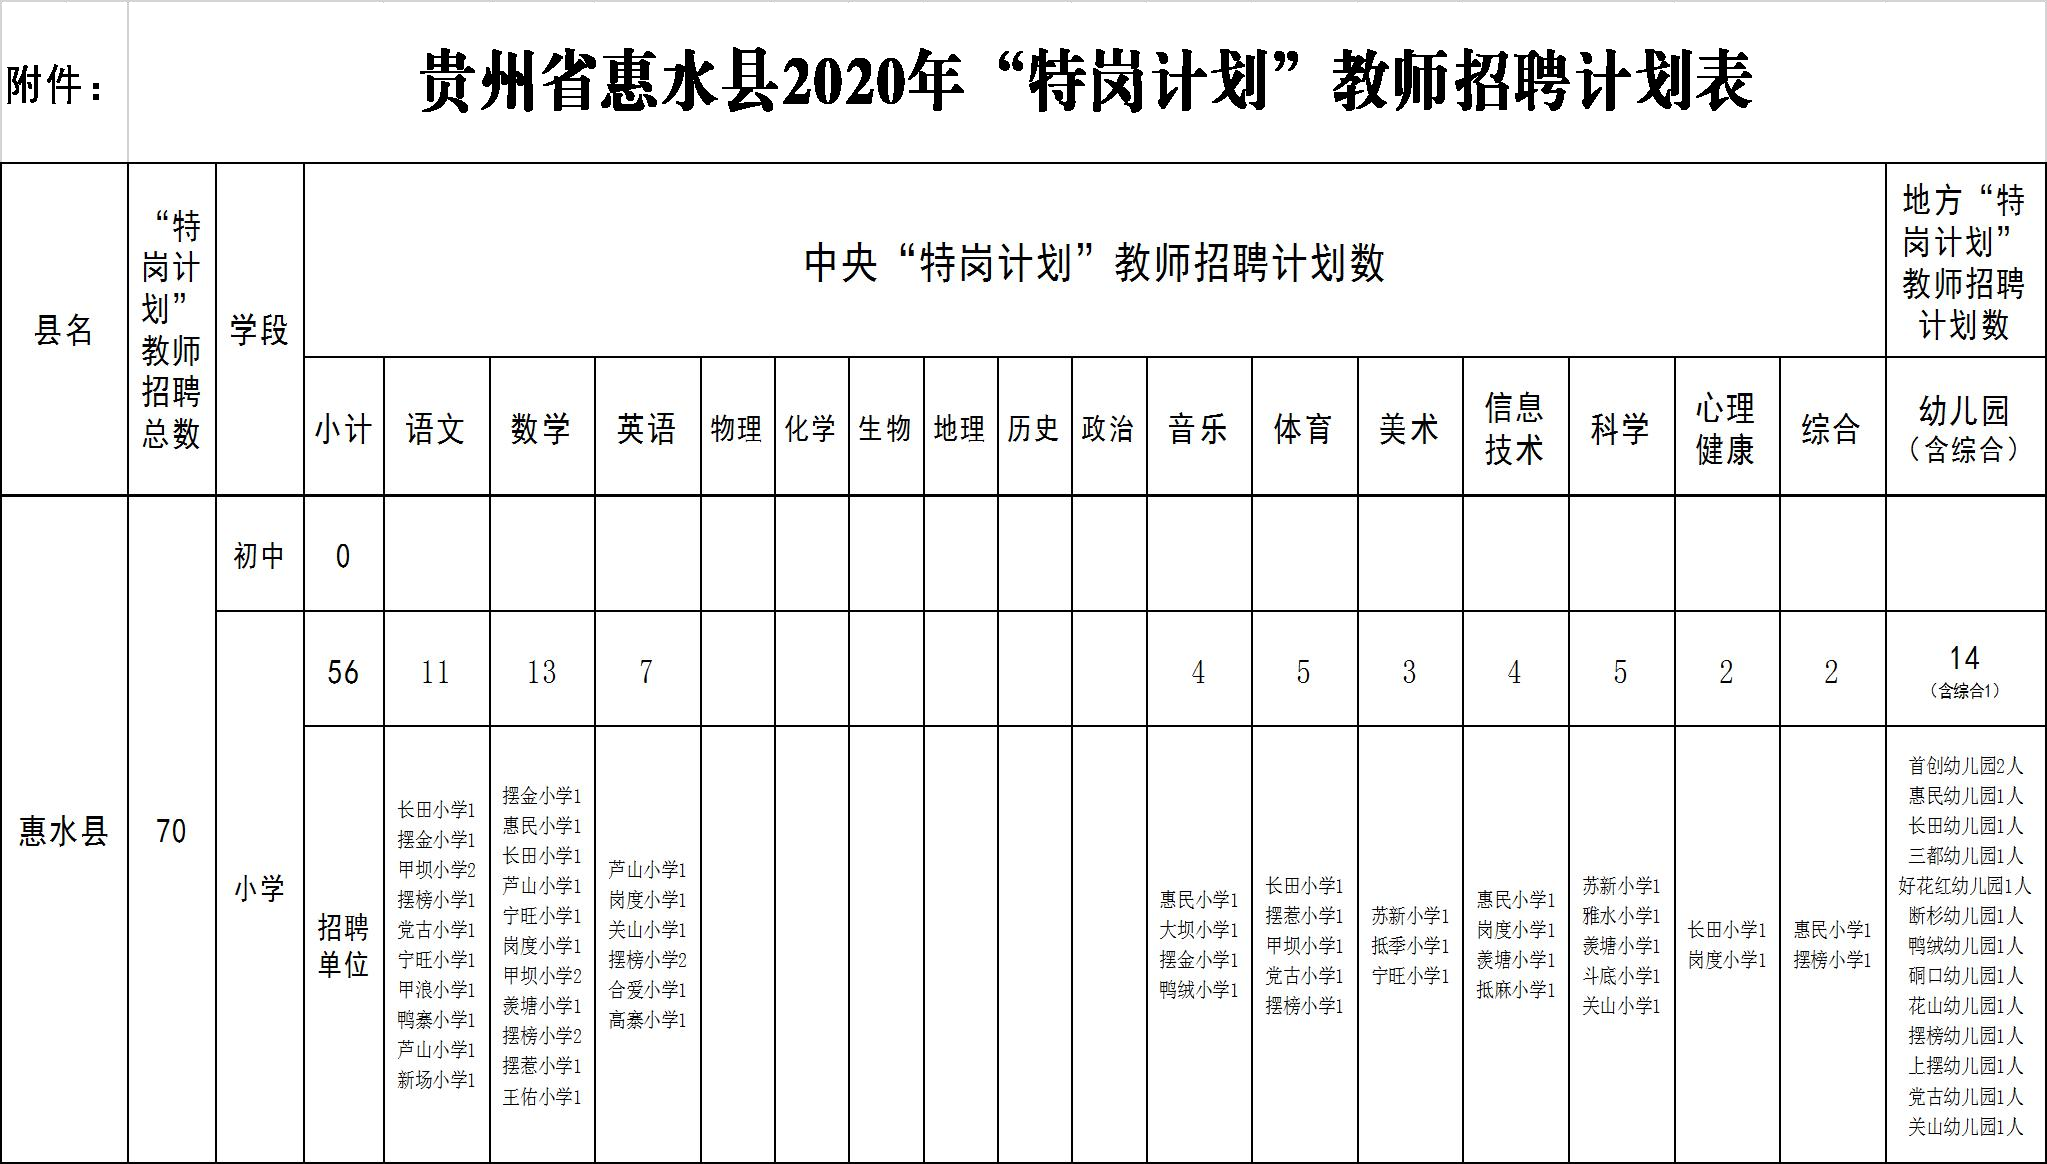 附件：
贵州省惠水县2020年“特岗计划”教师招聘计划表
县名
“特
岗计
划”
教师
招聘
总数
学段
中央“特岗计划”教师招聘计划数
地方“特
岗计划”
教师招聘
计划数
小计
语文
数学
英语
物理
化学
生物
地理
历史
政治
音乐
体育
美术
信息
技术
科学
心理
健康
综合
幼儿园
（含综合）
惠水县
70
初中
0
小学
56
11
13
7
4
5
3
4
5
2
2
14
（含综合1）
招聘
单位
长田小学1
摆金小学1
甲坝小学2
摆榜小学1
党古小学1
宁旺小学1
甲浪小学1
鸭寨小学1
芦山小学1
新场小学1
摆金小学1
惠民小学1
长田小学1
芦山小学1
宁旺小学1
岗度小学1
甲坝小学2
羡塘小学1
摆榜小学2
摆惹小学1
王佑小学1
芦山小学1
岗度小学1
关山小学1
摆榜小学2
合爱小学1
高寨小学1
惠民小学1
大坝小学1
摆金小学1
鸭绒小学1
长田小学1
摆惹小学1
甲坝小学1
党古小学1
摆榜小学1
苏新小学1
抵季小学1
宁旺小学1
惠民小学1
岗度小学1
羡塘小学1
抵麻小学1
苏新小学1
雅水小学1
羡塘小学1
斗底小学1
关山小学1
长田小学1
岗度小学1
惠民小学1
摆榜小学1
首创幼儿园2人
惠民幼儿园1人
长田幼儿园1人
三都幼儿园1人
好花红幼儿园1人
断杉幼儿园1人
鸭绒幼儿园1人
硐口幼儿园1人
花山幼儿园1人
摆榜幼儿园1人
上摆幼儿园1人
党古幼儿园1人
关山幼儿园1人